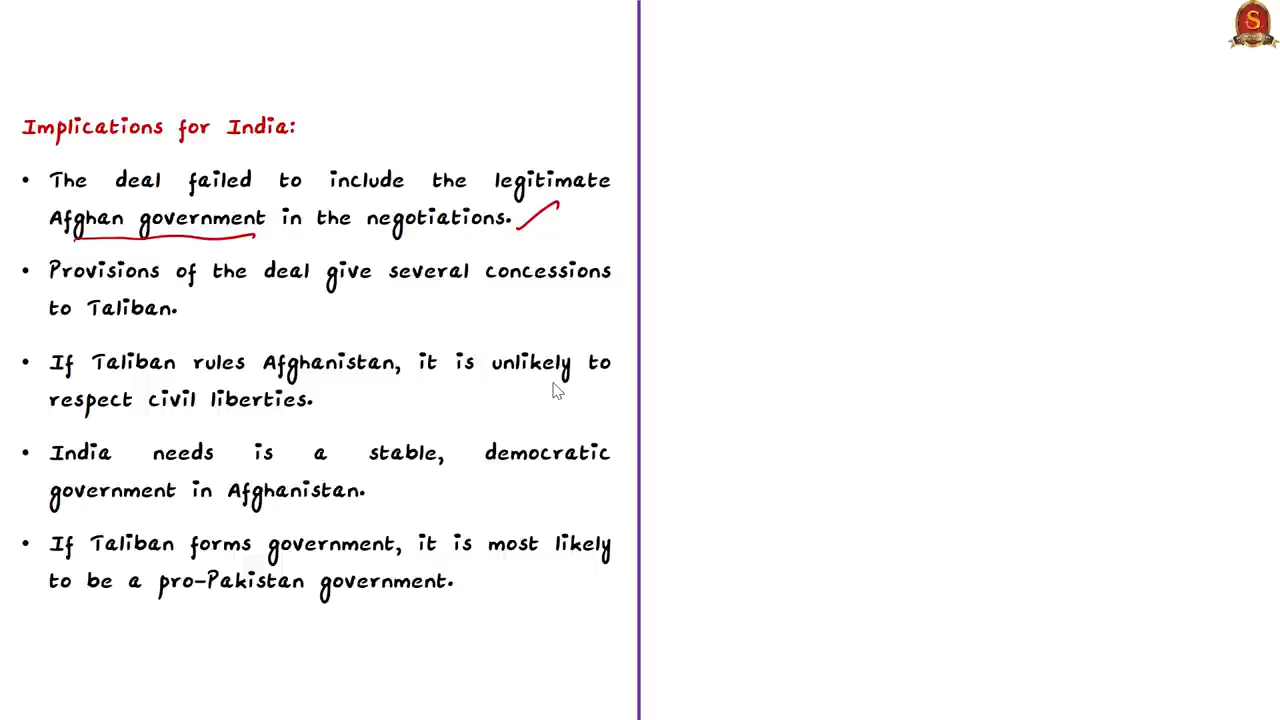 Implications for India:
• The deal failed to include the legitimate
Afghan government in the negotiations.
• Provisions of the deal give several concessions
to Taliban.
• If Taliban rules Afghanistan, it is unlikely to
respect civil liberties.
• India needs is a stable, democratic
government in Afghanistan.
• If Taliban forms government, it is most likely
to be a pro-Pakistan government.
S